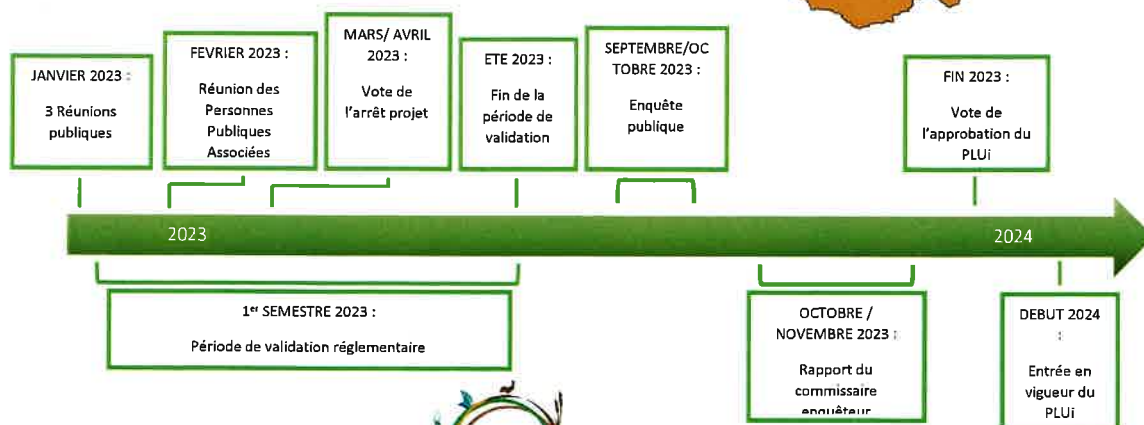 JANVIER 2023 :
3 Réunions
publiques
FEVRIER 2023 :
Réunion des
Personnes
Publiques
Associées
MARS/ AVRIL
2023 :
Vote de
l'arrêt projet
ETE 2023 :
Fin de la
période de
validation
SEPTEMBRE/OC
TOBRE 2023 :
Enquête
publique
FIN 2023 :
Vote de
l'approbation du
PLUi
2023
2024
1er SEMESTRE 2023 :
Période de validation réglementaire
OCTOBRE /
NOVEMBRE 2023 :
Rapport du
commissaire
enquêteur
DEBUT 2024
:
Entrée en
vigueur du
PLUi